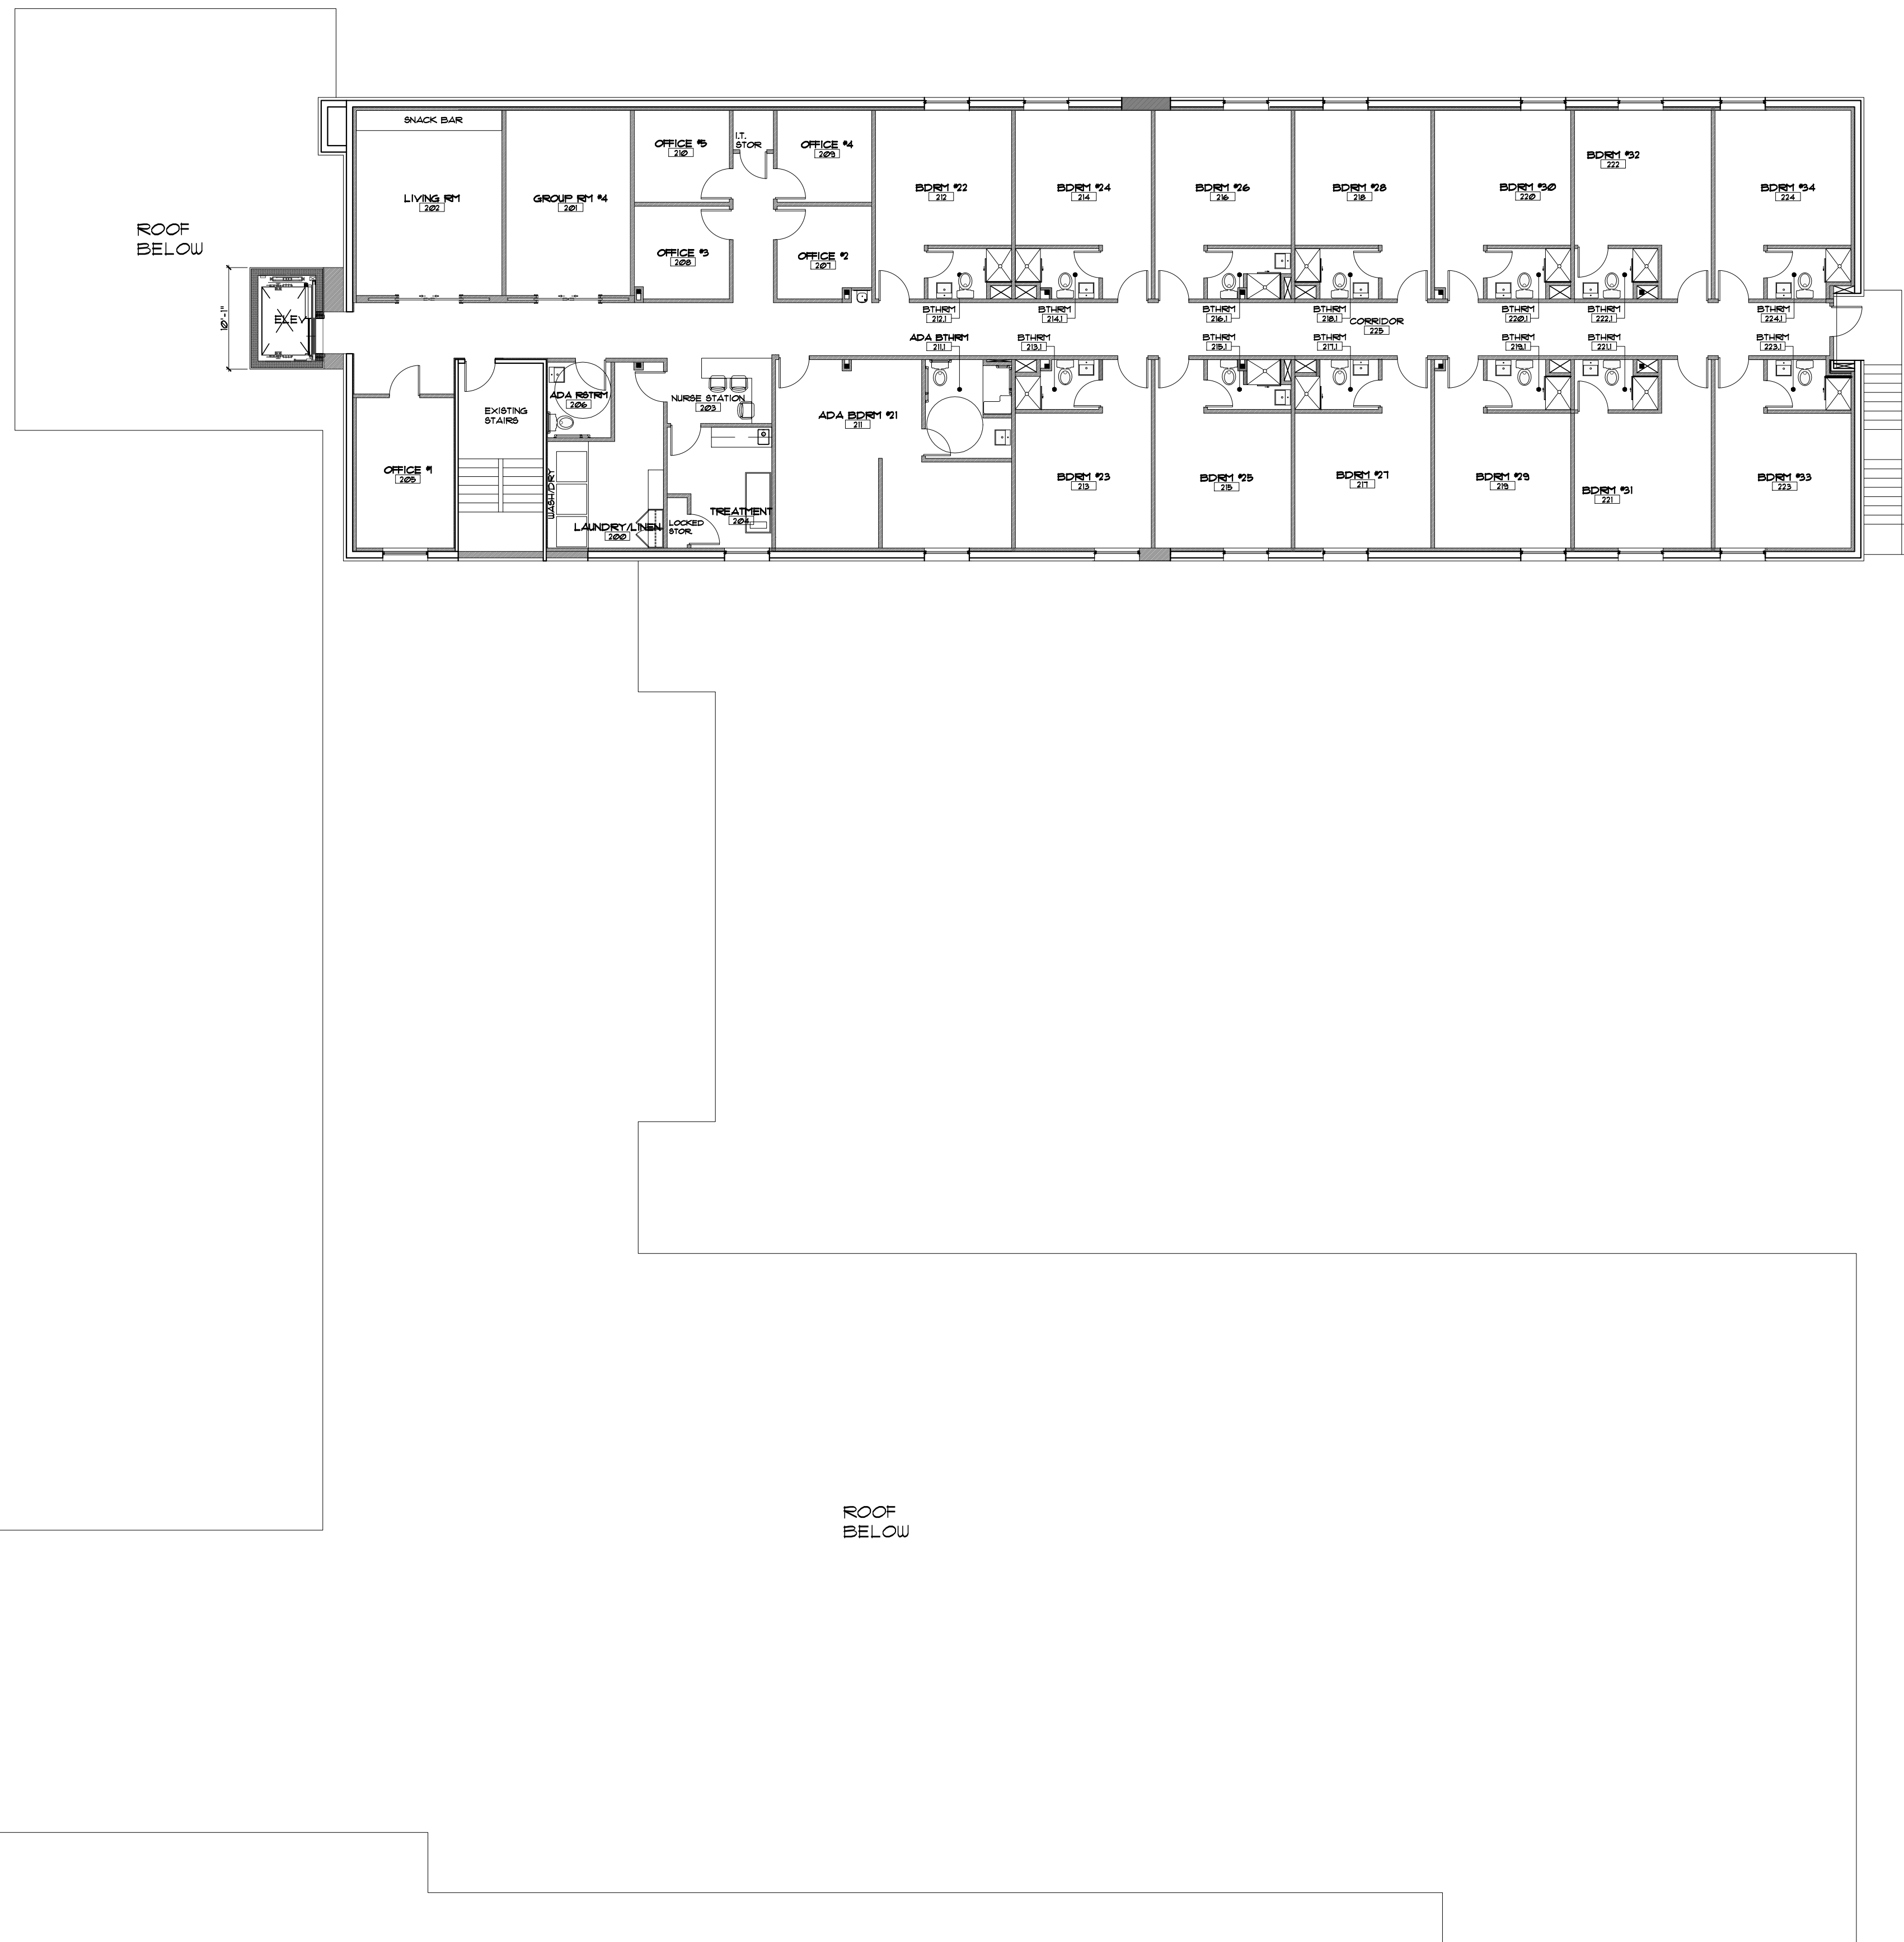 SNACK BAR
LIVING RM
202
GROUP RM #4
201
OFFICE #5
210
I.T.
STOR
OFFICE #4
209
OFFICE #3
208
OFFICE #2
207
BDRM #22
212
BDRM #24
214
BDRM #26
216
BDRM #28
218
BDRM #30
220
BDRM #32
222
BDRM #34
224
ROOF
BELOW
10'-1"
ELEV
BTHRM
212.1
BTHRM
214.1
BTHRM
216.1
BTHRM
218.1
CORRIDOR
225
BTHRM
220.1
BTHRM
222.1
BTHRM
224.1
ADA BTHRM
211.1
BTHRM
213.1
BTHRM
215.1
BTHRM
217.1
BTHRM
219.1
BTHRM
221.1
BTHRM
223.1
OFFICE #1
205
EXISTING
STAIRS
ADA RSTRM
206
WASH/DRY
LAUNDRY/LINEN
200
NURSE STATION
203
LOCKED
STOR.
TREATMENT
204
ADA BDRM #21
211
BDRM #23
213
BDRM #25
215
BDRM #27
217
BDRM #29
219
BDRM #31
221
BDRM #33
223
ROOF
BELOW